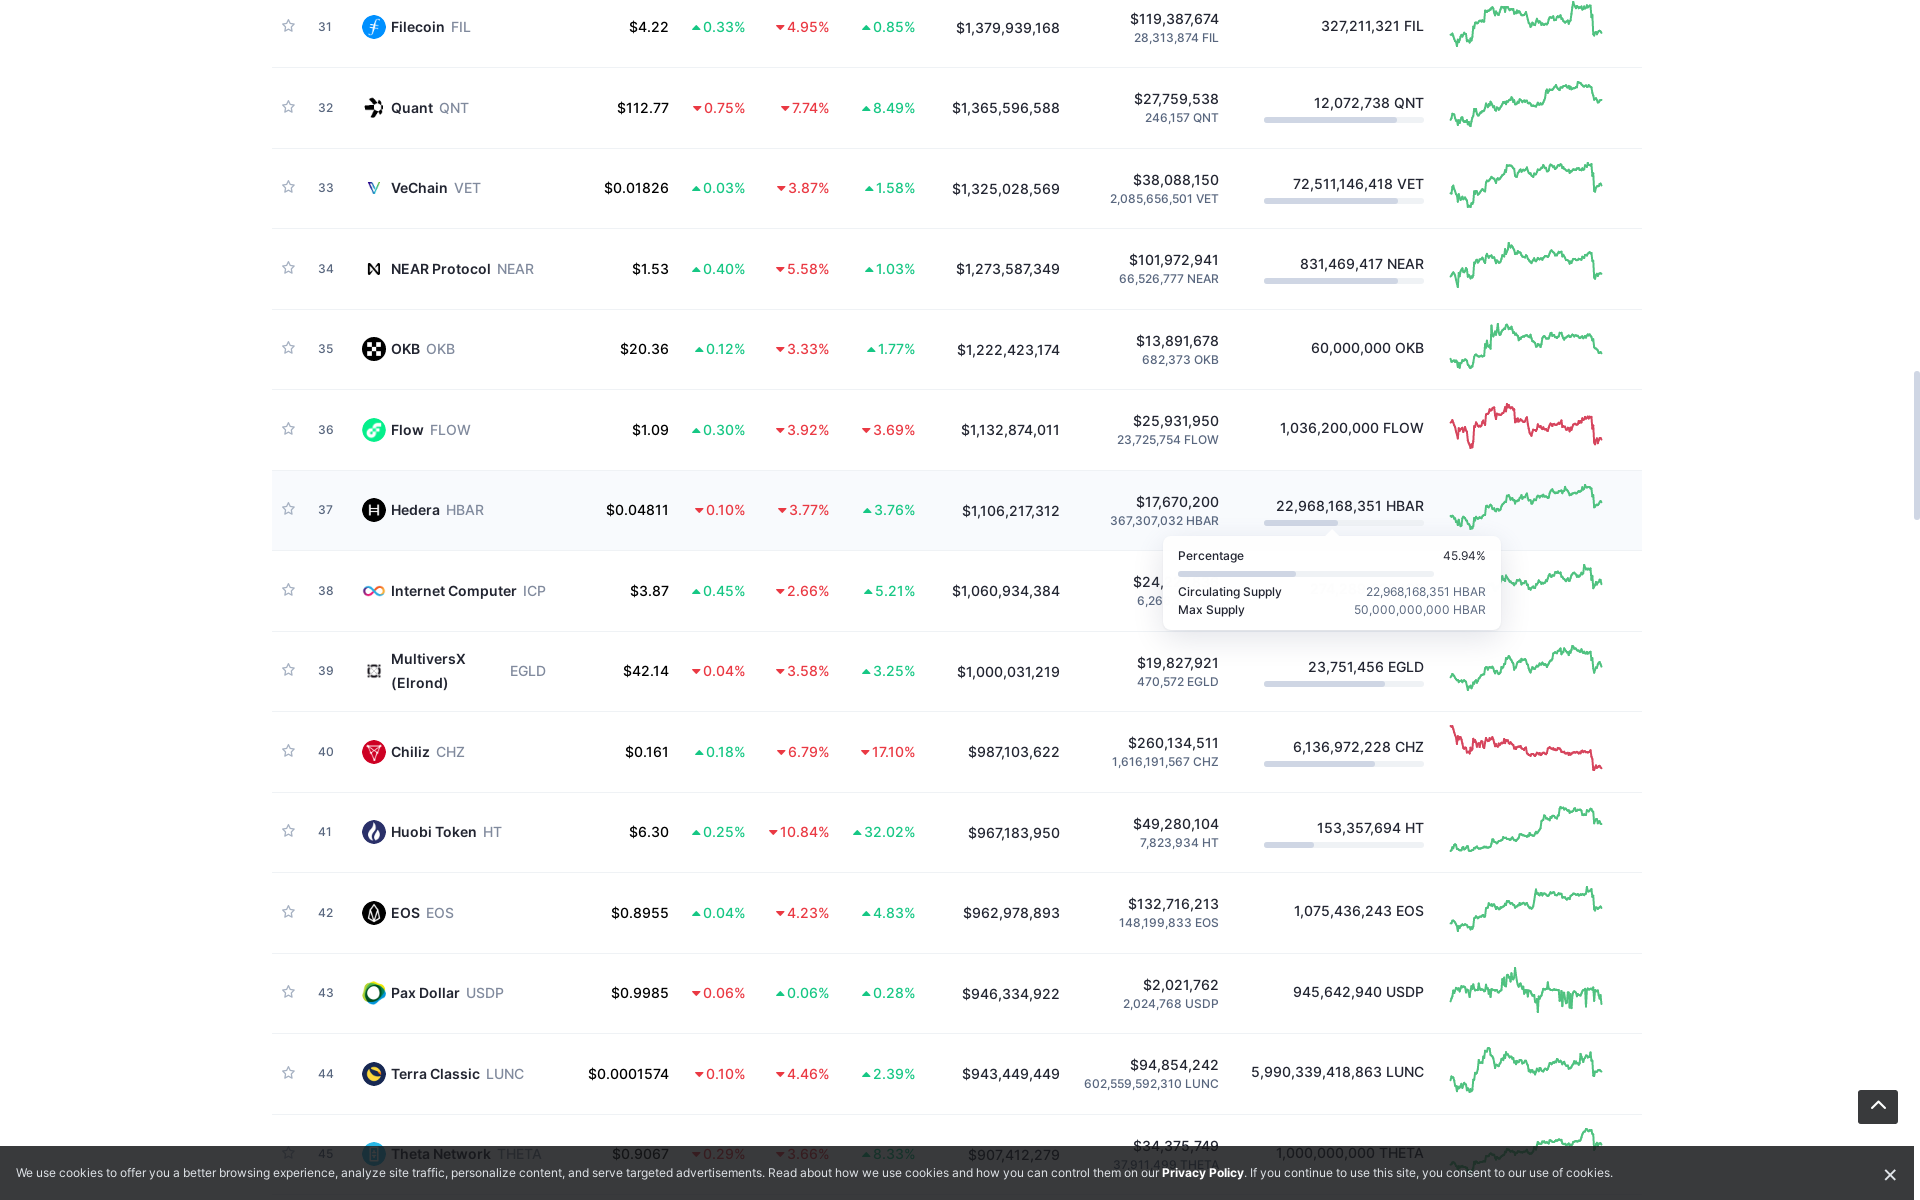 31 Filecoin FIL $4.22 0.33% 4.95% 0.85% $1,379,939,168 $119,387,674 327,211,321 FIL
28,313,874 FIL
32 Quant QNT $112.77 0.75% 7.74% 8.49% $1,365,596,588 $27,759,538 12,072,738 QNT
246,157 QNT
33 VeChain VET $0.01826 0.03% 3.87% 1.58% $1,325,028,569 $38,088,150 72,511,146,418 VET
2,085,656,501 VET
34 NEAR Protocol NEAR $1.53 0.40% 5.58% 1.03% $1,273,587,349 $101,972,941 831,469,417 NEAR
66,526,777 NEAR
35 OKB OKB $20.36 0.12% 3.33% 1.77% $1,222,423,174 $13,891,678 60,000,000 OKB
682,373 OKB
36 Flow FLOW $1.09 0.30% 3.92% 3.69% $1,132,874,011 $25,931,950 1,036,200,000 FLOW
23,725,754 FLOW
37 Hedera HBAR $0.04811 0.10% 3.77% 3.76% $1,106,217,312 $17,670,200 22,968,168,351 HBAR
367,307,032 HBAR
Percentage 45.94%
Circulating Supply 22,968,168,351 HBAR
Max Supply 50,000,000,000 HBAR
38 Internet Computer ICP $3.87 0.45% 2.66% 5.21% $1,060,934,384 $24,
6,26
39 MultiversX (Elrond) EGLD $42.14 0.04% 3.58% 3.25% $1,000,031,219 $19,827,921 23,751,456 EGLD
470,572 EGLD
40 Chiliz CHZ $0.161 0.18% 6.79% 17.10% $987,103,622 $260,134,511 6,136,972,228 CHZ
1,616,191,567 CHZ
41 Huobi Token HT $6.30 0.25% 10.84% 32.02% $967,183,950 $49,280,104 153,357,694 HT
7,823,934 HT
42 EOS EOS $0.8955 0.04% 4.23% 4.83% $962,978,893 $132,716,213 1,075,436,243 EOS
148,199,833 EOS
43 Pax Dollar USDP $0.9985 0.06% 0.06% 0.28% $946,334,922 $2,021,762 945,642,940 USDP
2,024,768 USDP
44 Terra Classic LUNC $0.0001574 0.10% 4.46% 2.39% $943,449,449 $94,854,242 5,990,339,418,863 LUNC
602,559,592,310 LUNC
45 Theta Network THETA $0.9067 0.29% 3.66% 8.33% $907,412,279 $34,375,749 1,000,000,000 THETA
37,911,499 THETA
We use cookies to offer you a better browsing experience, analyze site traffic, personalize content, and serve targeted advertisements. Read about how we use cookies and how you can control them on our Privacy Policy. If you continue to use this site, you consent to our use of cookies.